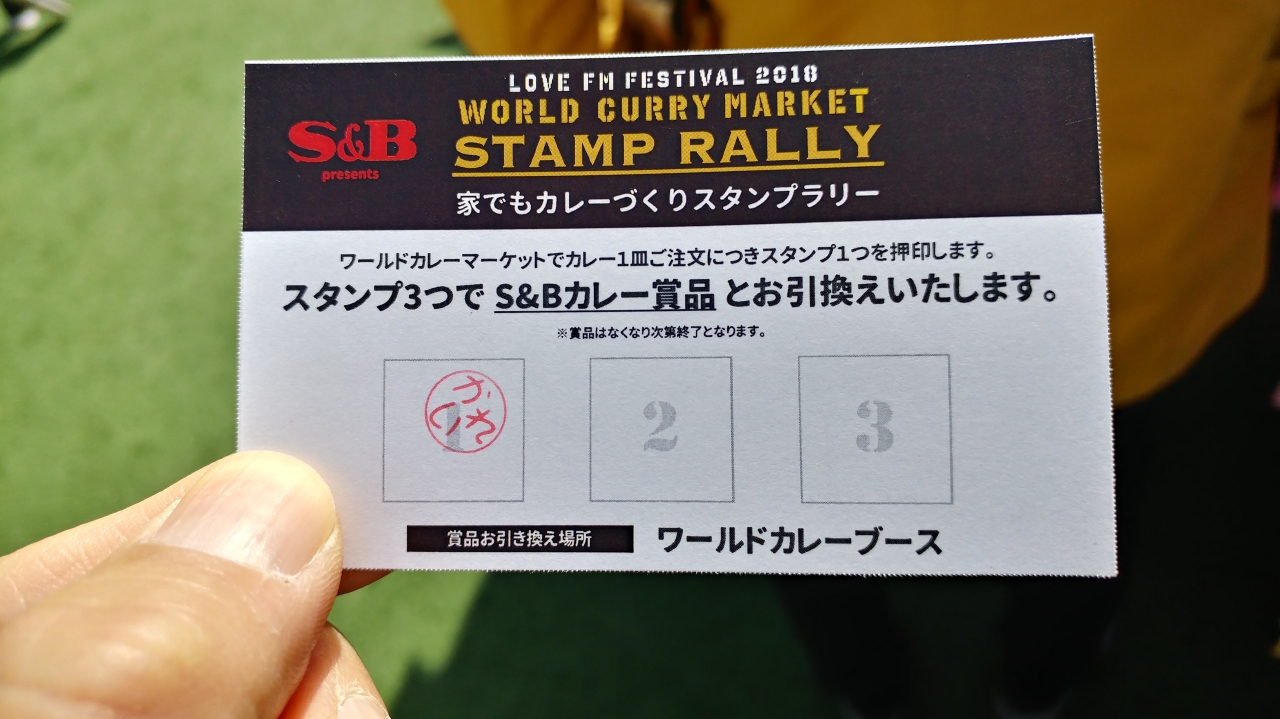 LOVE FM FESTIVAL 2018
WORLD CURRY MARKET
S&B
presents
STAMP RALLY
家でもカレーづくりスタンプラリー
ワールドカレーマーケットでカレー1皿ご注文につきスタンプ1つを押印します。
スタンプ3つで S&Bカレー賞品 とお引換えいたします。
※賞品はなくなり次第終了となります。
1
2
3
賞品お引き換え場所
ワールドカレーブース